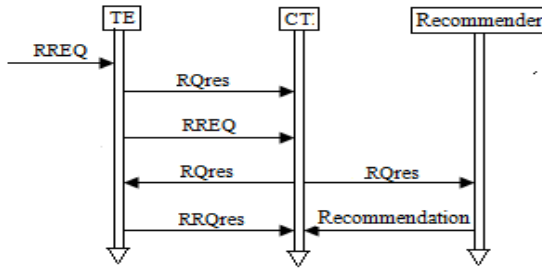 TE CT. Recommender
RREQ
RQres
RREQ
RQres RQres
RRQres Recommendation